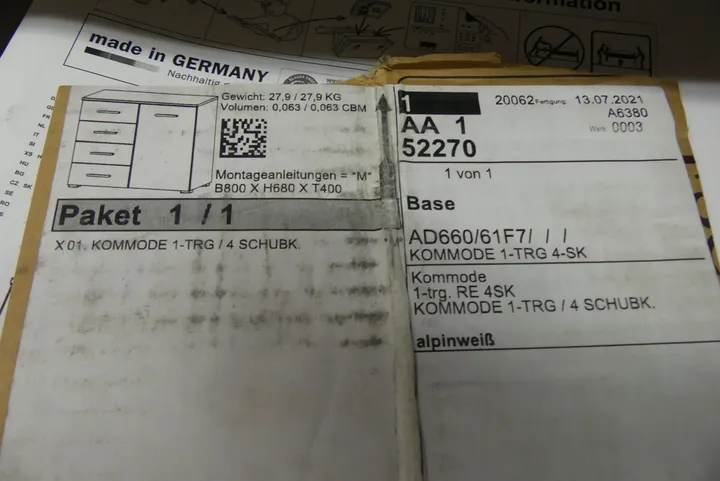 ormation
made in GERMANY
Nachhaltig
Gewicht: 27,9 / 27,9 KG
Volumen: 0,063 / 0,063 CBM
Montageanleitungen = "M"
B800 X H680 X T400
Paket 1 / 1
X 01. KOMMODE 1-TRG / 4 SCHUBK.
1
20062 Fertigung: 13.07.2021
A6380
AA 1
Werk: 0003
52270
1 von 1
Base
AD660/61F7/ / /
KOMMODE 1-TRG 4-SK
Kommode
1-trg. RE 4SK
KOMMODE 1-TRG / 4 SCHUBK.
alpinweiß